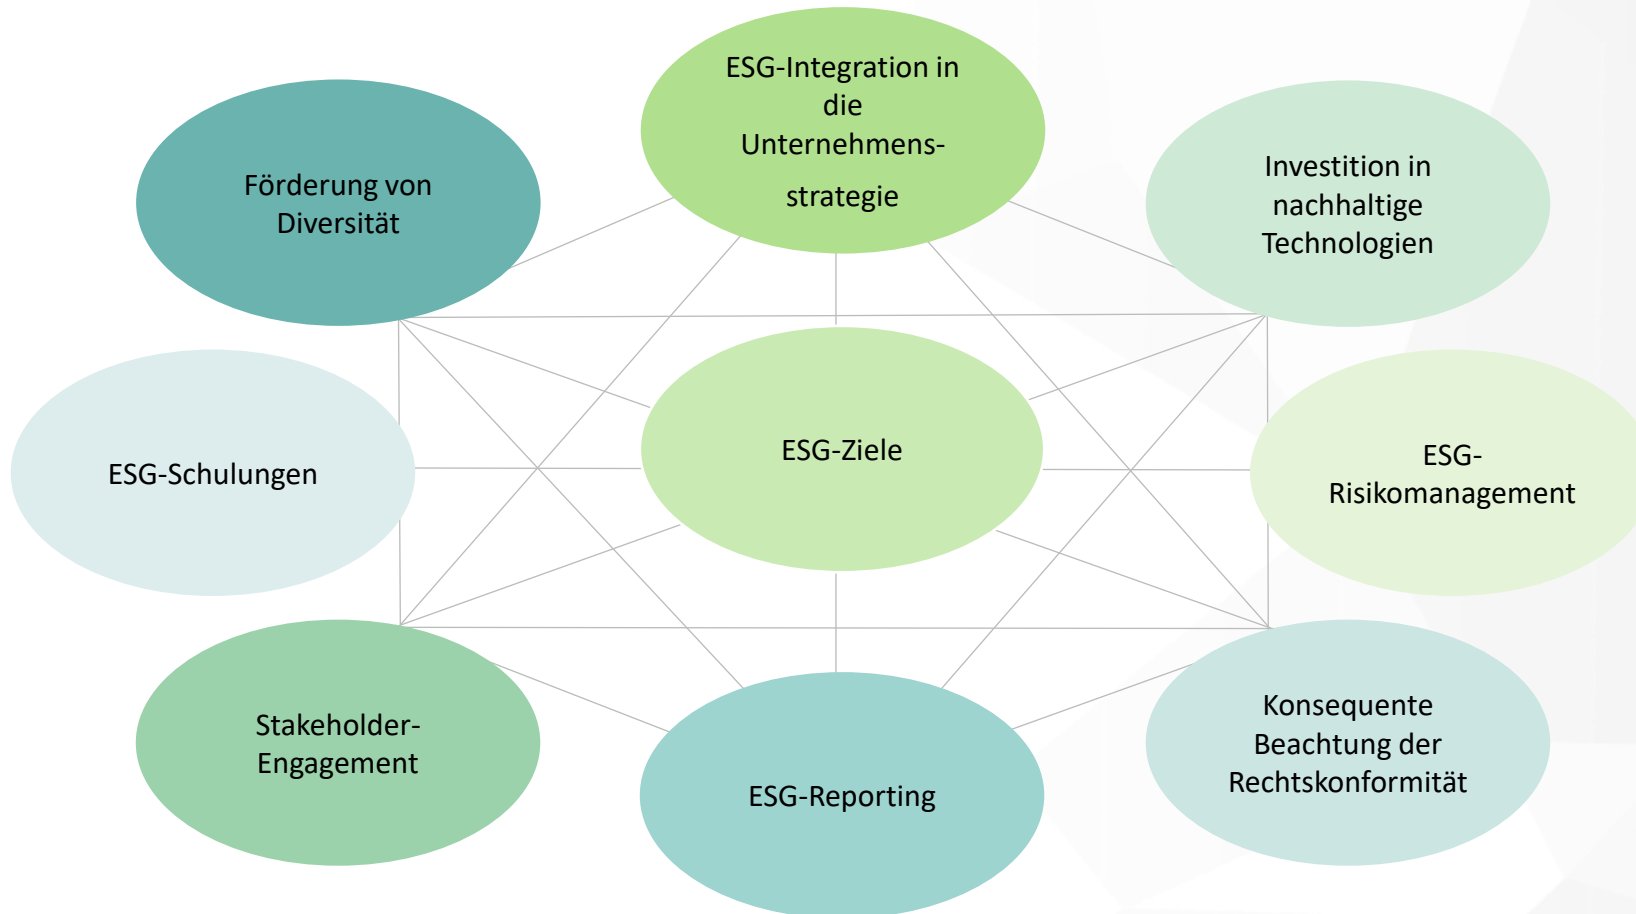 ESG-Integration in
die
Unternehmens-
strategie
Förderung von
Diversität
Investition in
nachhaltige
Technologien
ESG-Schulungen
ESG-Ziele
ESG-
Risikomanagement
Stakeholder-
Engagement
ESG-Reporting
Konsequente
Beachtung der
Rechtskonformität